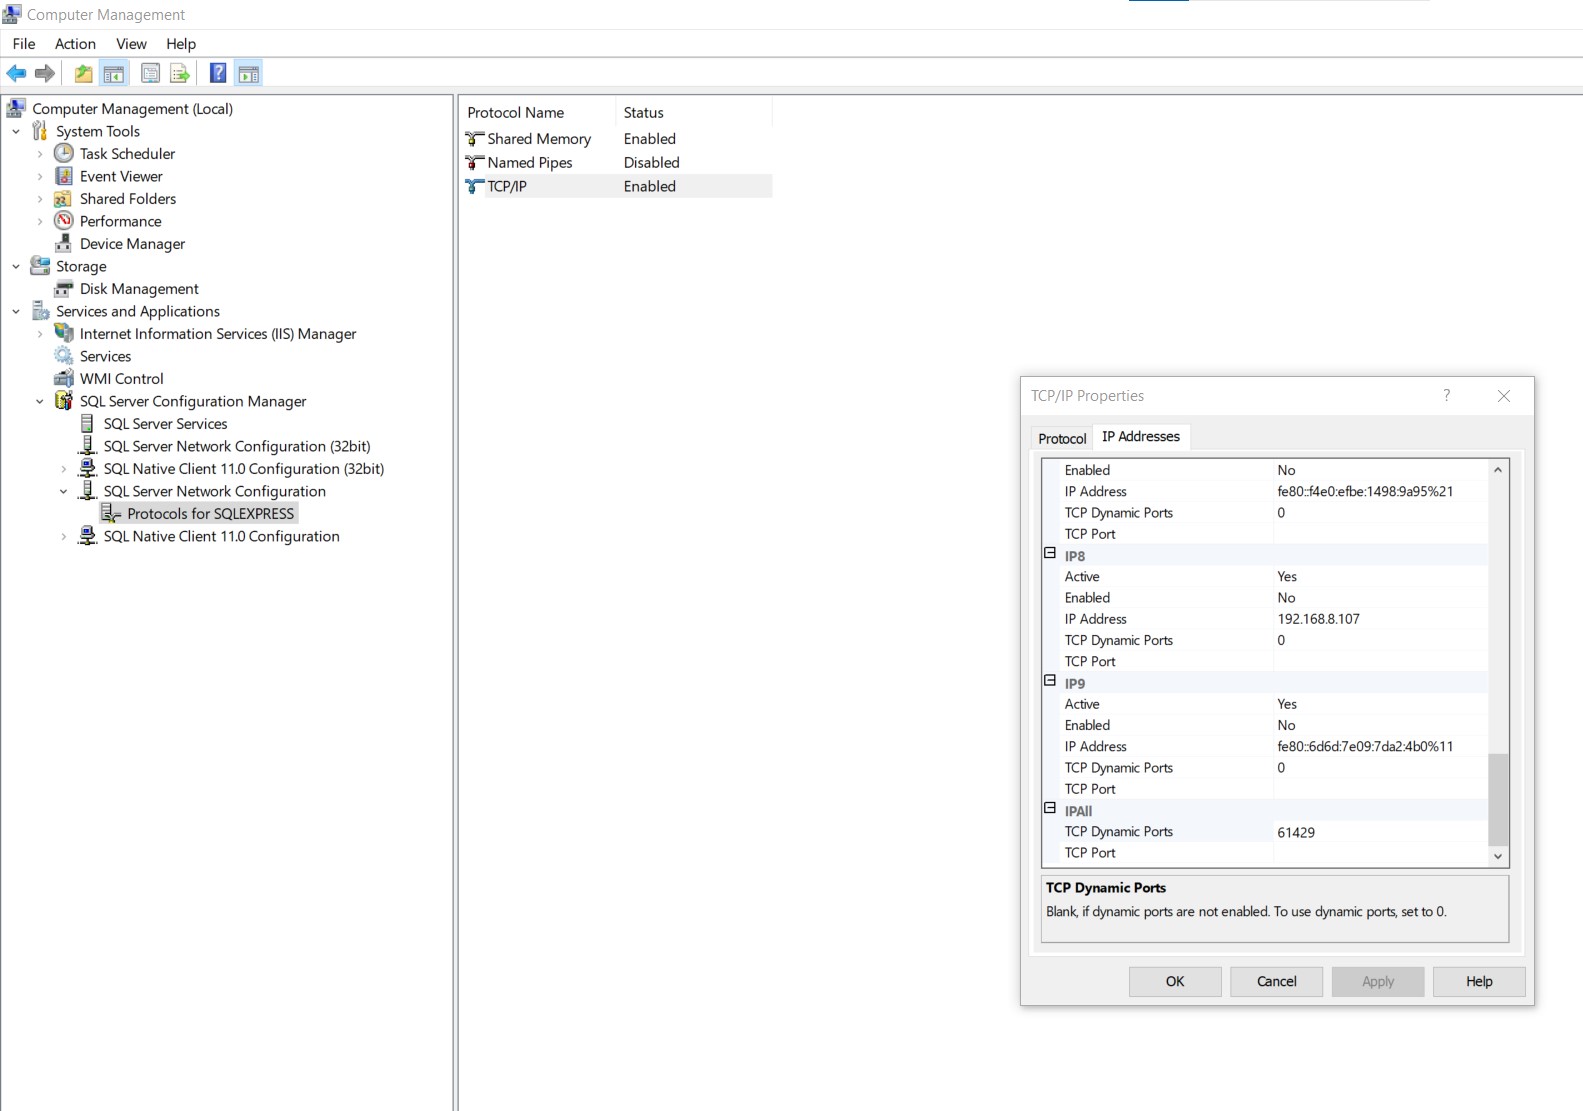 Computer Management
File Action View Help
Computer Management (Local)
System Tools
Task Scheduler
Event Viewer
Shared Folders
Performance
Device Manager
Storage
Disk Management
Services and Applications
Internet Information Services (IIS) Manager
Services
WMI Control
SQL Server Configuration Manager
SQL Server Services
SQL Server Network Configuration (32bit)
SQL Native Client 11.0 Configuration (32bit)
SQL Server Network Configuration
Protocols for SQLEXPRESS
SQL Native Client 11.0 Configuration
Protocol Name Status
Shared Memory Enabled
Named Pipes Disabled
TCP/IP Enabled
TCP/IP Properties
Protocol IP Addresses
Enabled No
IP Address fe80::f4e0:efbe:1498:9a95%21
TCP Dynamic Ports 0
TCP Port
IP8
Active Yes
Enabled No
IP Address 192.168.8.107
TCP Dynamic Ports 0
TCP Port
IP9
Active Yes
Enabled No
IP Address fe80::6d6d:7e09:7da2:4b0%11
TCP Dynamic Ports 0
TCP Port
IPAll
TCP Dynamic Ports 61429
TCP Port
TCP Dynamic Ports
Blank, if dynamic ports are not enabled. To use dynamic ports, set to 0.
OK Cancel Apply Help